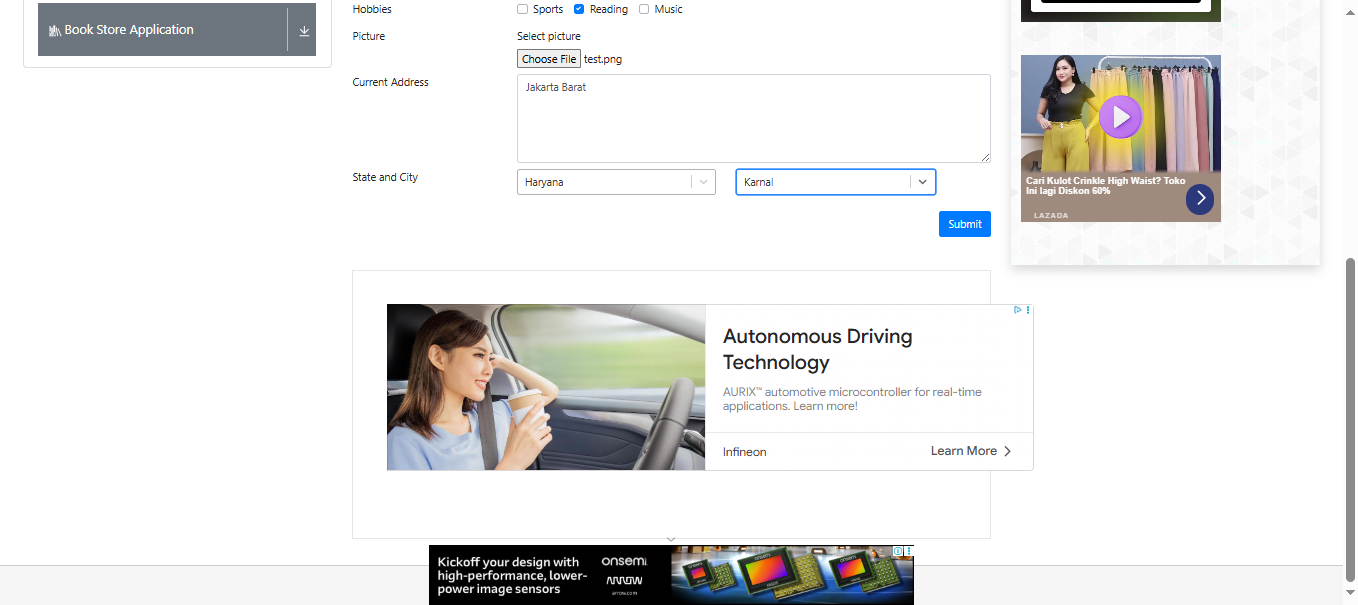 Book Store Application
Hobbies
Sports Reading Music
Picture
Select picture
Choose File test.png
Current Address
Jakarta Barat
State and City
Haryana
Karnal
Submit
Cari Kulot Crinkle High Waist? Toko
Ini lagi Diskon 60%
LAZADA
Autonomous Driving
Technology
AURIX™ automotive microcontroller for real-time
applications. Learn more!
Infineon
Learn More
Kickoff your design with
high-performance, lower-
power image sensors
onsemi
ARROW
arrow.com